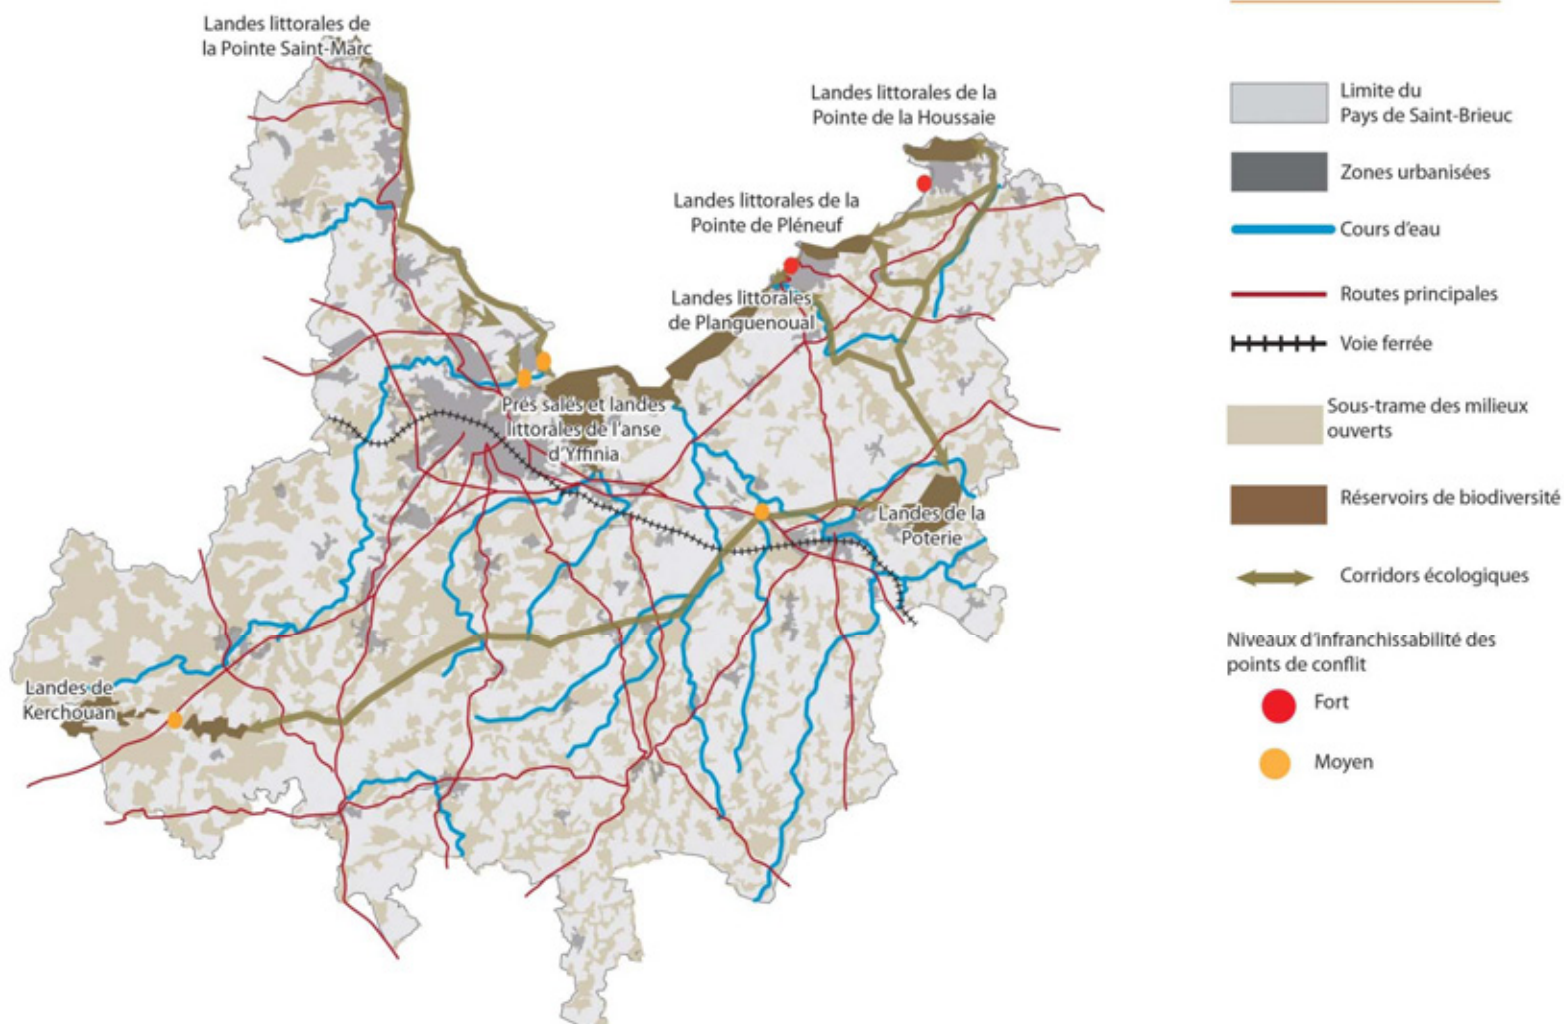 Landes littorales de
la Pointe Saint-Marc
Landes littorales de la
Pointe de la Houssaie
Landes littorales de la
Pointe de Pléneuf
Landes littorales
de Planguenoual
Prés salés et landes
littorales de l'anse
d'Yffinia
Landes de la
Poterie
Landes de
Kerchouan
Limite du
Pays de Saint-Brieuc
Zones urbanisées
Cours d'eau
Routes principales
Voie ferrée
Sous-trame des milieux
ouverts
Réservoirs de biodiversité
Corridors écologiques
Niveaux d'infranchissabilité des
points de conflit
Fort
Moyen